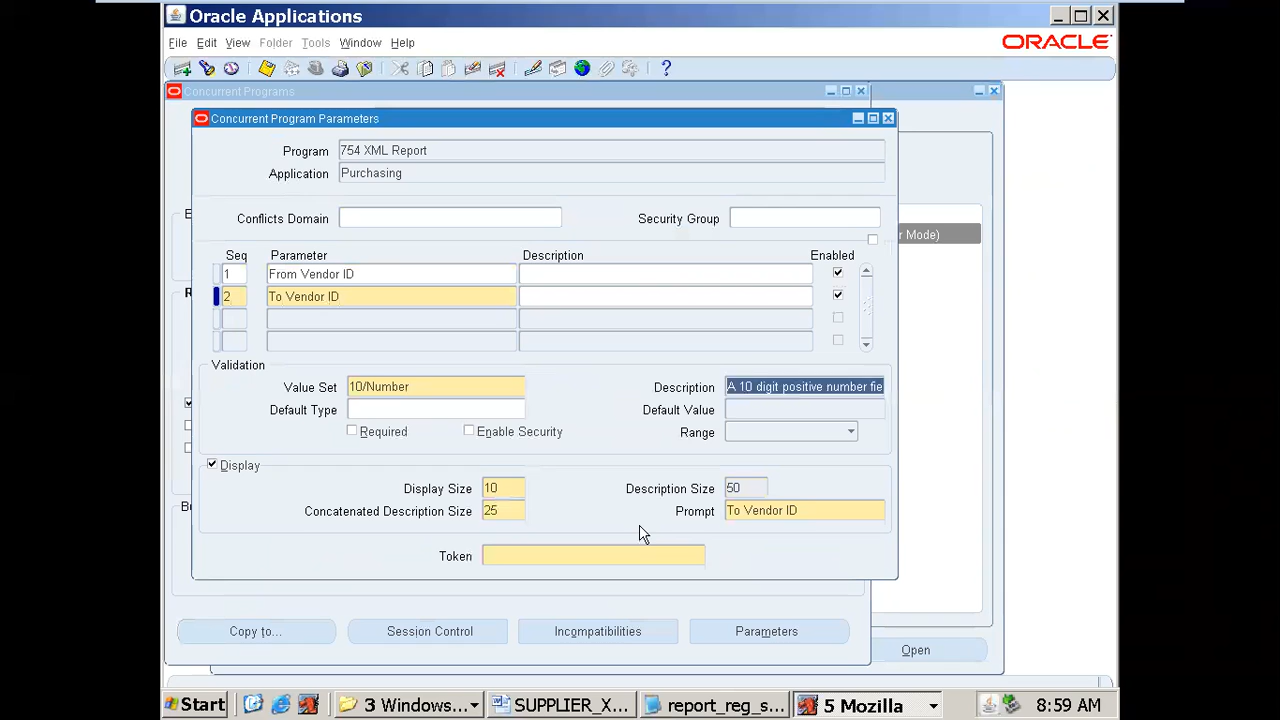 Oracle Applications
File Edit View Folder Tools Window Help
ORACLE
?
Concurrent Programs
Concurrent Program Parameters
Program 754 XML Report
Application Purchasing
Conflicts Domain Security Group
r Mode)
Seq Parameter Description Enabled
1 From Vendor ID
2 To Vendor ID
Validation
Value Set 10/Number Description A 10 digit positive number fie
Default Type Default Value
Required Enable Security Range
Display
Display Size 10 Description Size 50
Concatenated Description Size 25 Prompt To Vendor ID
Token
Copy to... Session Control Incompatibilities Parameters
Open
Start 3 Windows... SUPPLIER_X... report_reg_s... 5 Mozilla 8:59 AM